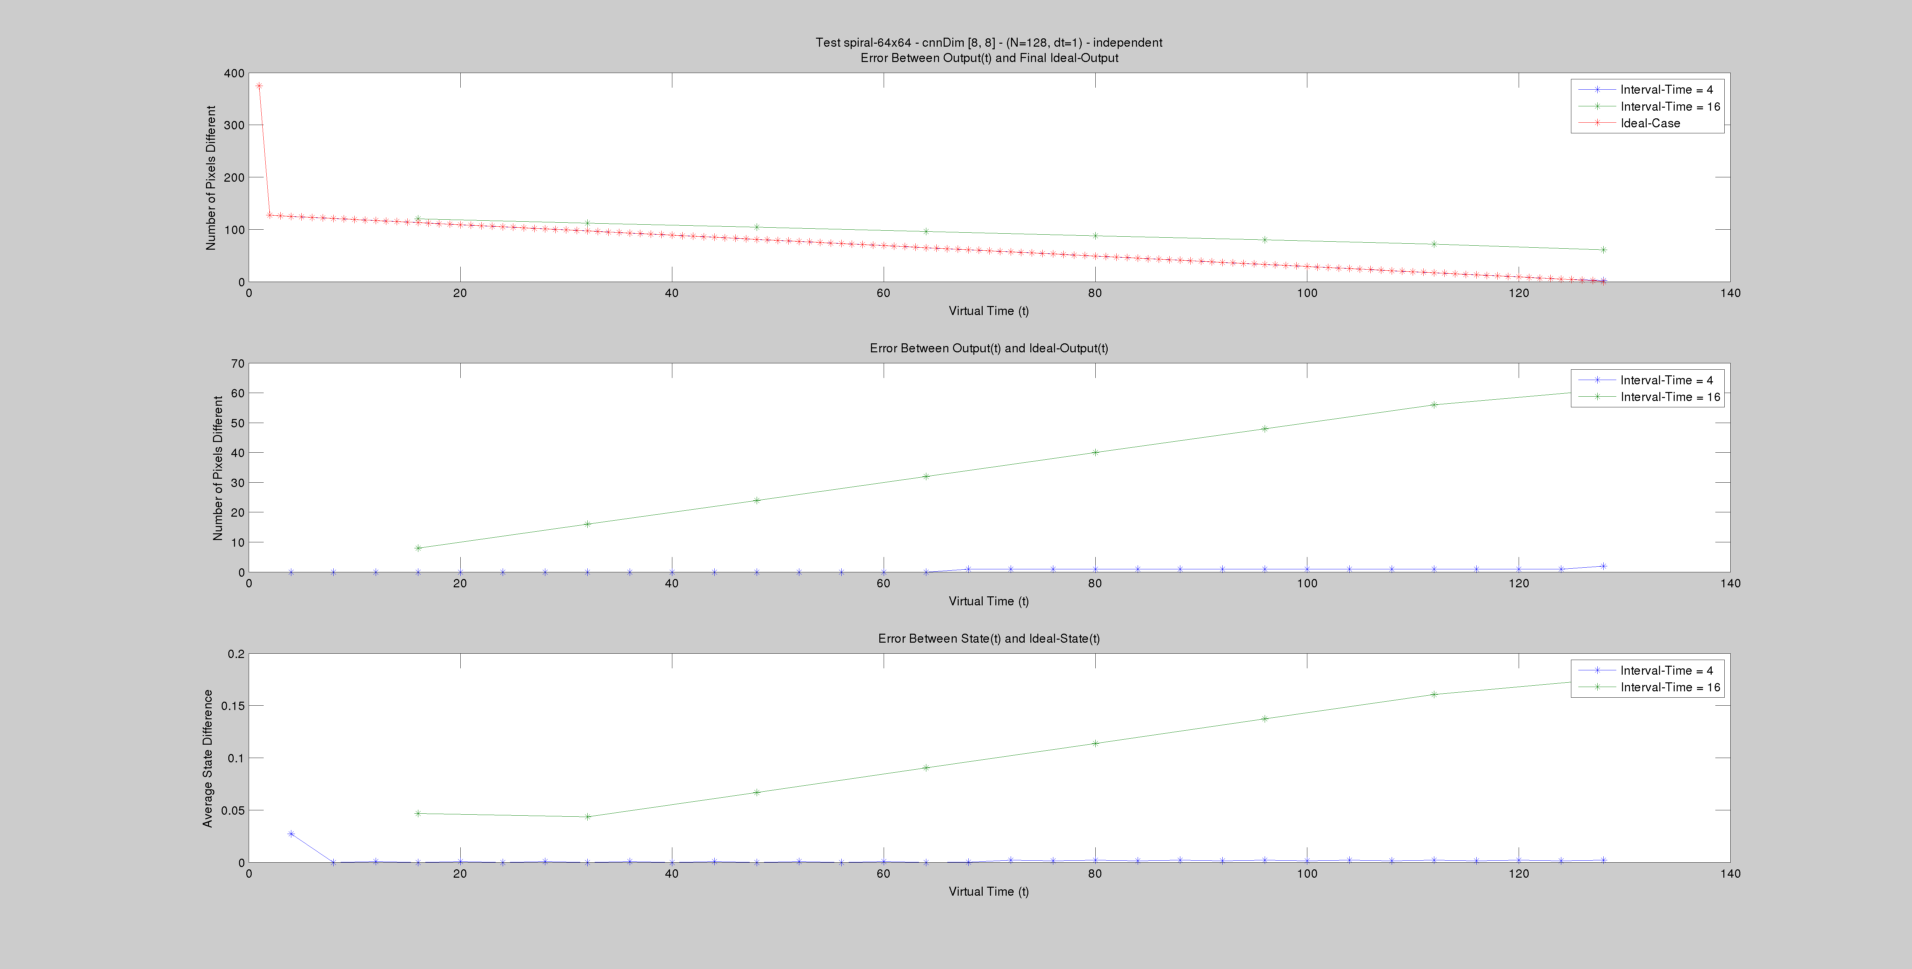 Test spiral-64x64 - cnnDim [8, 8] - (N=128, dt=1) - independent
Error Between Output(t) and Final Ideal-Output
Number of Pixels Different
400
300
200
100
0
0 20 40 60 80 100 120 140
Virtual Time (t)
Interval-Time = 4
Interval-Time = 16
Ideal-Case
Error Between Output(t) and Ideal-Output(t)
Number of Pixels Different
70
60
50
40
30
20
10
0
0 20 40 60 80 100 120 140
Virtual Time (t)
Interval-Time = 4
Interval-Time = 16
Error Between State(t) and Ideal-State(t)
Average State Difference
0.2
0.15
0.1
0.05
0
0 20 40 60 80 100 120 140
Virtual Time (t)
Interval-Time = 4
Interval-Time = 16